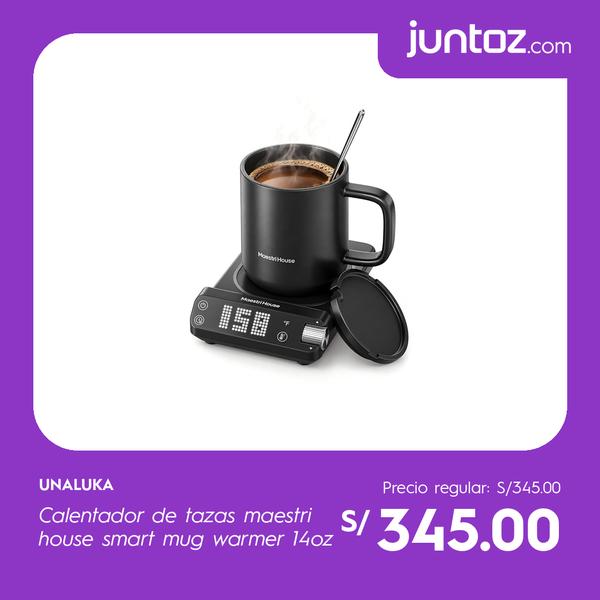 juntoz.com
MaestriHouse
MaestriHouse
158 °F
UNALUKA
Calentador de tazas maestri
house smart mug warmer 14oz
Precio regular: S/345.00
S/ 345.00